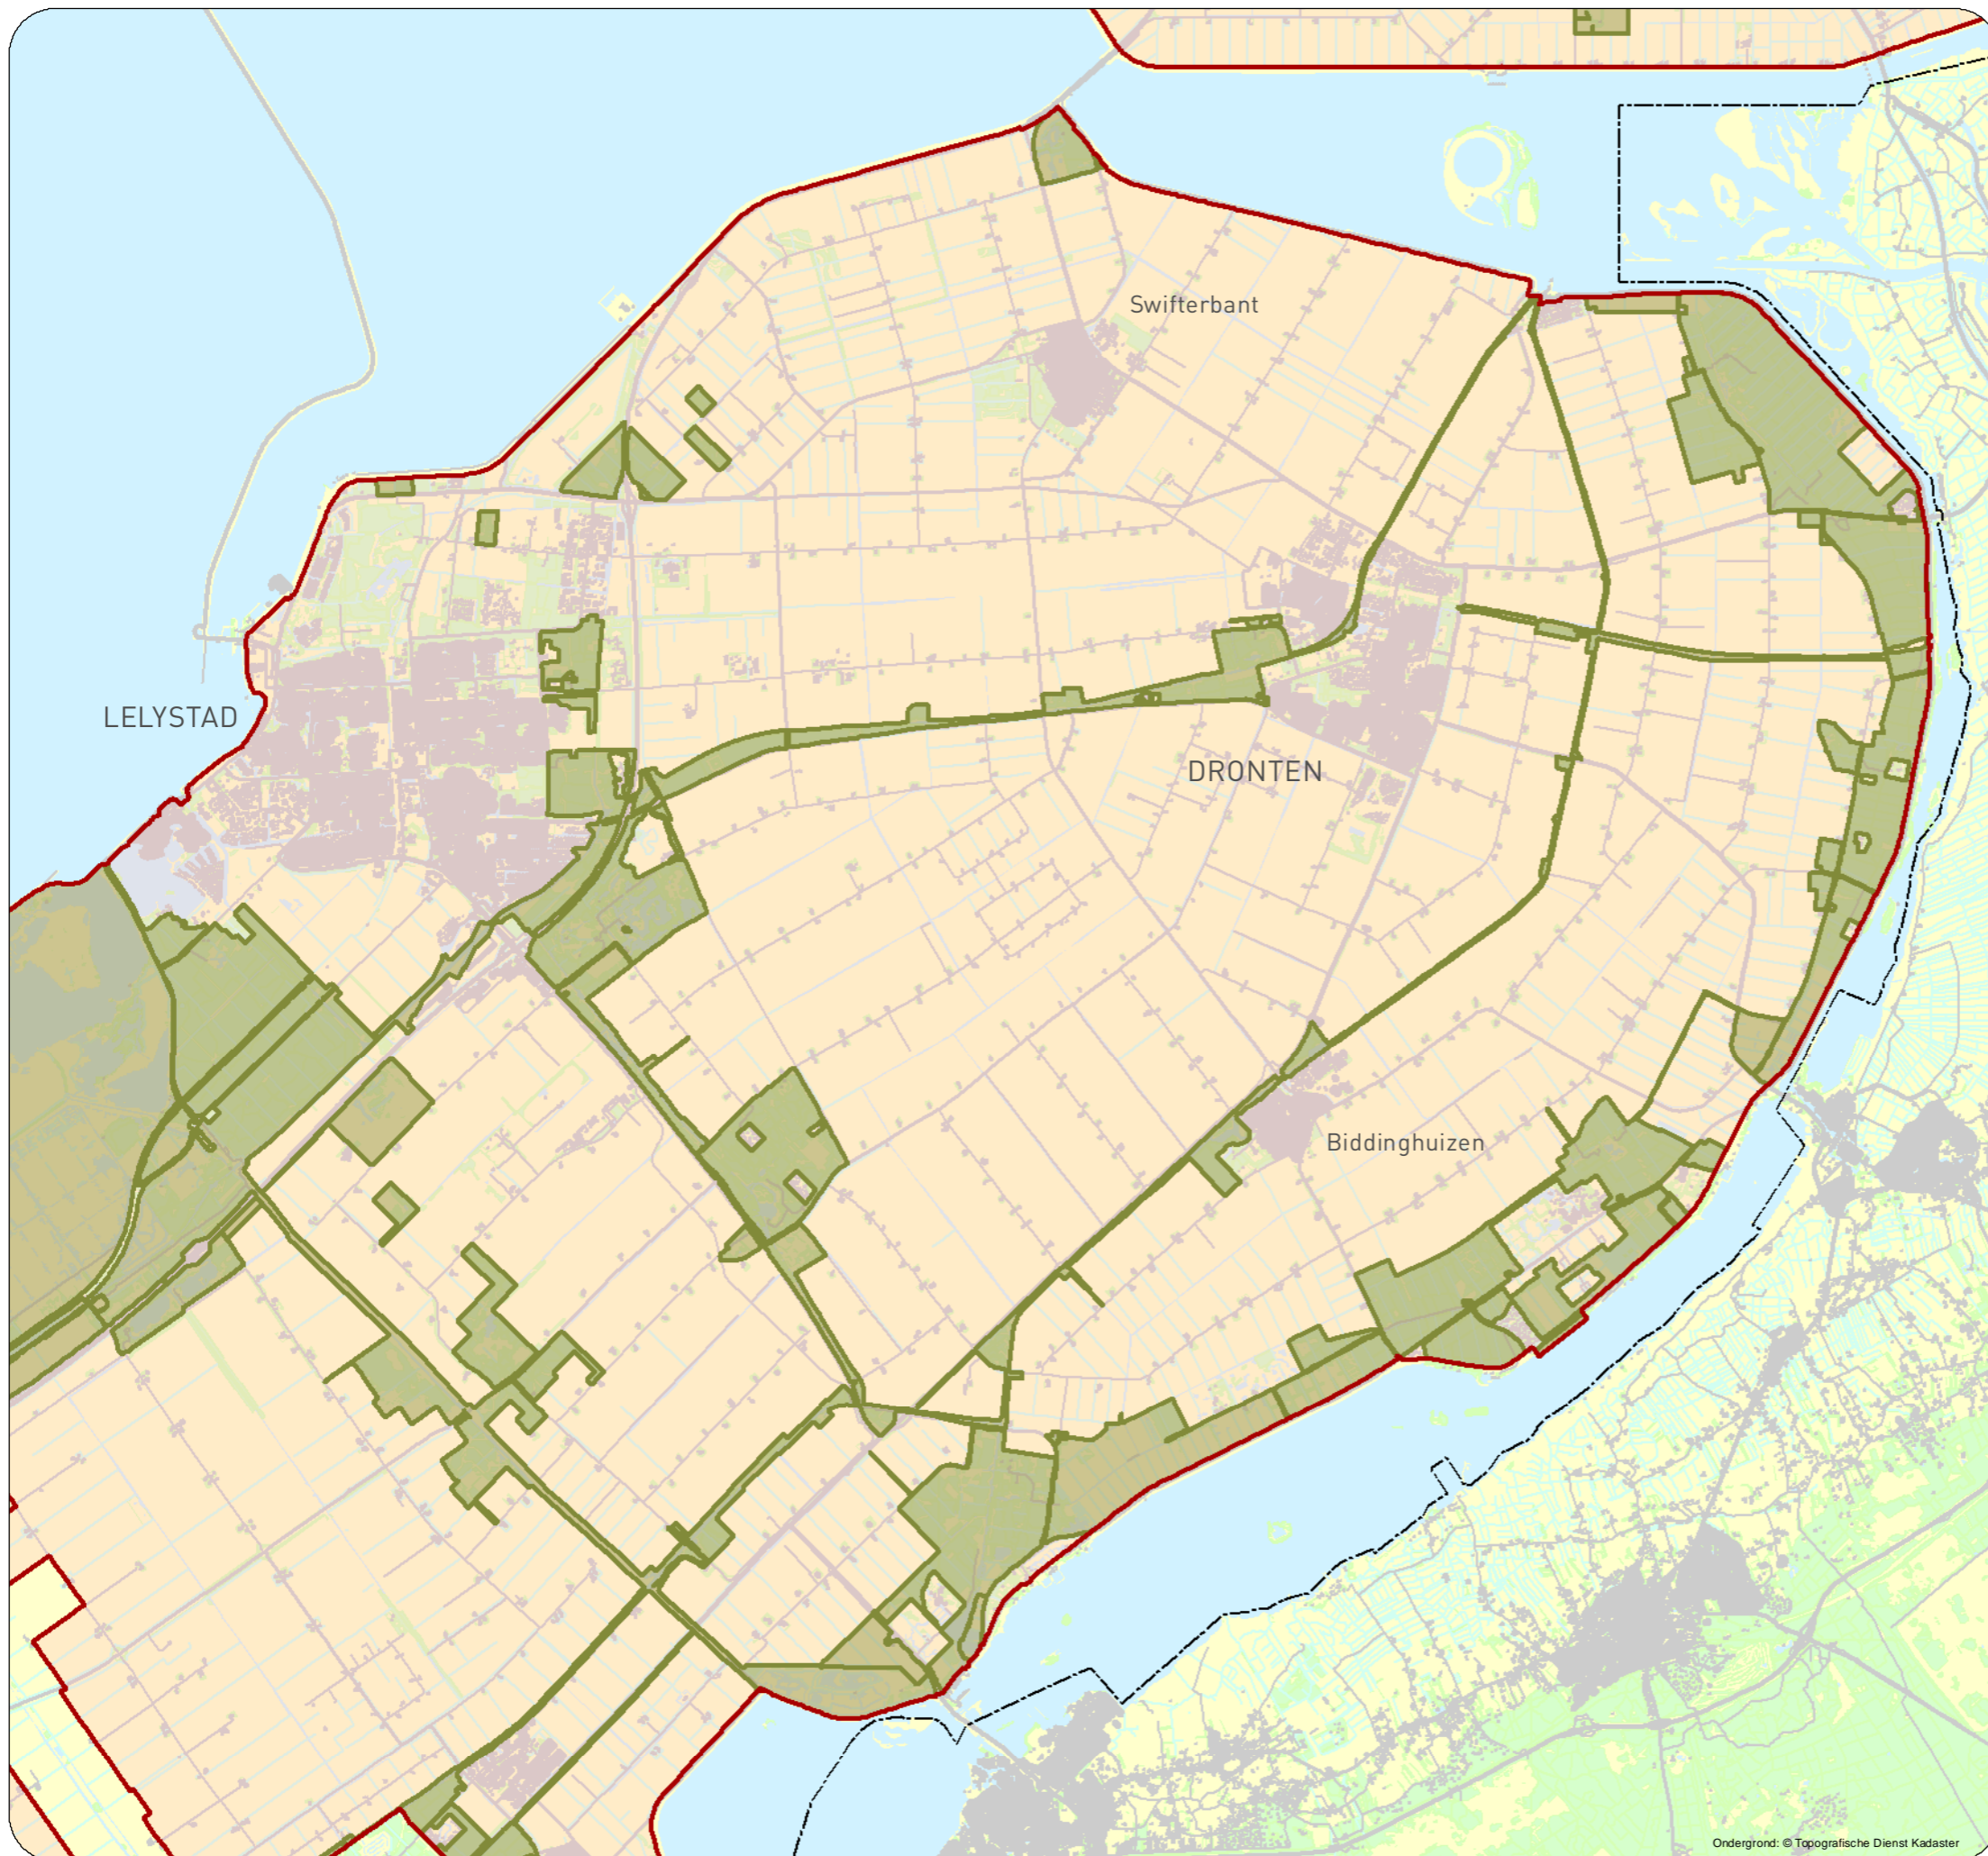 Swifterbant
LELYSTAD
DRONTEN
Biddinghuizen
Ondergrond: © Topografische Dienst Kadaster